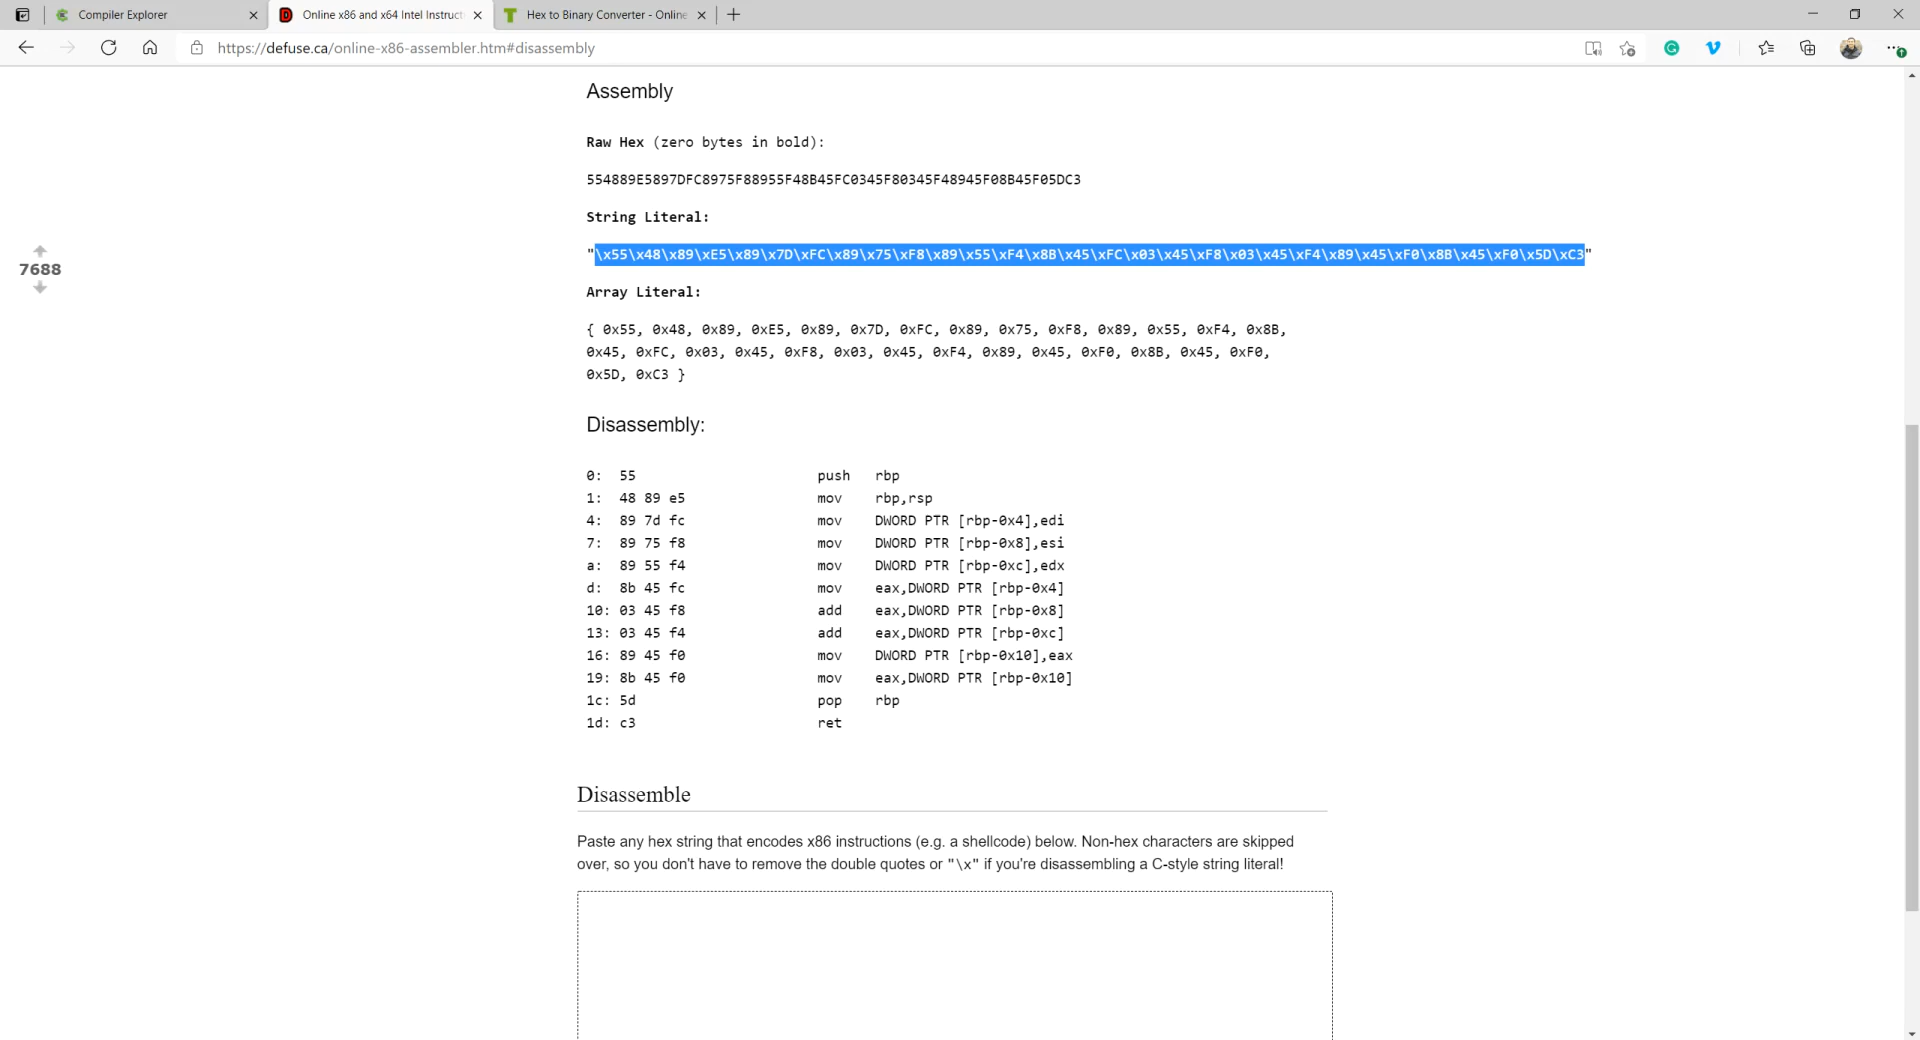 Compiler Explorer
Online x86 and x64 Intel Instruct
Hex to Binary Converter - Online
https://defuse.ca/online-x86-assembler.htm#disassembly
Assembly
Raw Hex (zero bytes in bold):
554889E5897DFC8975F88955F48B45FC0345F80345F48945F08B45F05DC3
String Literal:
"\x55\x48\x89\xE5\x89\x7D\xFC\x89\x75\xF8\x89\x55\xF4\x8B\x45\xFC\x03\x45\xF8\x03\x45\xF4\x89\x45\xF0\x8B\x45\xF0\x5D\xC3"
7688
Array Literal:
{ 0x55, 0x48, 0x89, 0xE5, 0x89, 0x7D, 0xFC, 0x89, 0x75, 0xF8, 0x89, 0x55, 0xF4, 0x8B,
0x45, 0xFC, 0x03, 0x45, 0xF8, 0x03, 0x45, 0xF4, 0x89, 0x45, 0xF0, 0x8B, 0x45, 0xF0,
0x5D, 0xC3 }
Disassembly:
0: 55 push rbp
1: 48 89 e5 mov rbp,rsp
4: 89 7d fc mov DWORD PTR [rbp-0x4],edi
7: 89 75 f8 mov DWORD PTR [rbp-0x8],esi
a: 89 55 f4 mov DWORD PTR [rbp-0xc],edx
d: 8b 45 fc mov eax,DWORD PTR [rbp-0x4]
10: 03 45 f8 add eax,DWORD PTR [rbp-0x8]
13: 03 45 f4 add eax,DWORD PTR [rbp-0xc]
16: 89 45 f0 mov DWORD PTR [rbp-0x10],eax
19: 8b 45 f0 mov eax,DWORD PTR [rbp-0x10]
1c: 5d pop rbp
1d: c3 ret
Disassemble
Paste any hex string that encodes x86 instructions (e.g. a shellcode) below. Non-hex characters are skipped
over, so you don't have to remove the double quotes or "\x" if you're disassembling a C-style string literal!